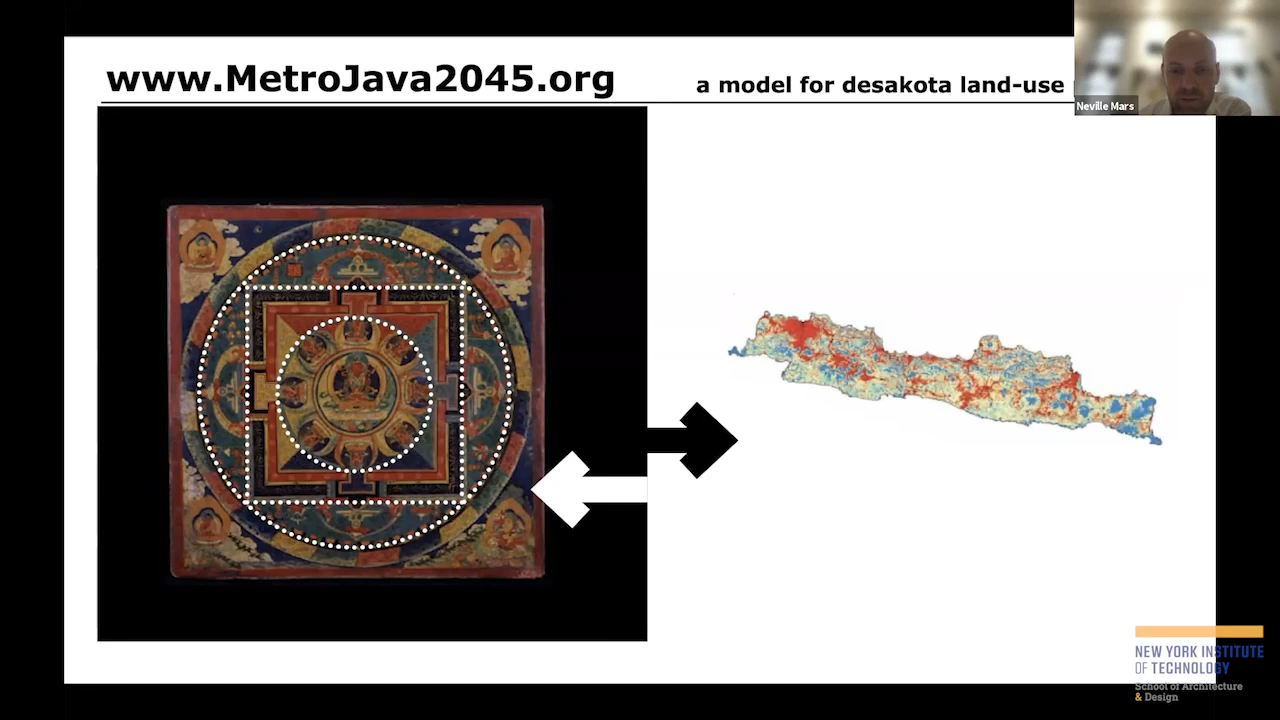 www.MetroJava2045.org
a model for desakota land-use
Neville Mars
NEW YORK INSTITUTE
OF TECHNOLOGY
School of Architecture
& Design